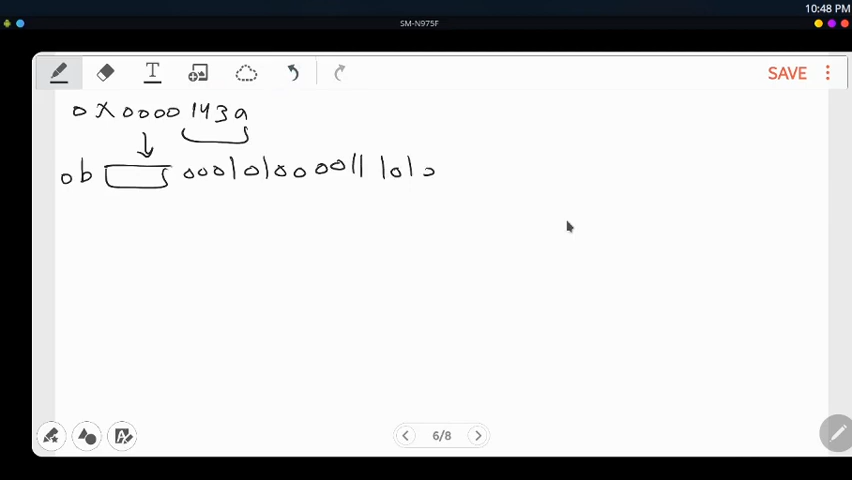 10:48 PM
SM-N975F
T SAVE
0x0000143a
0b 0001010000111010
6/8
A